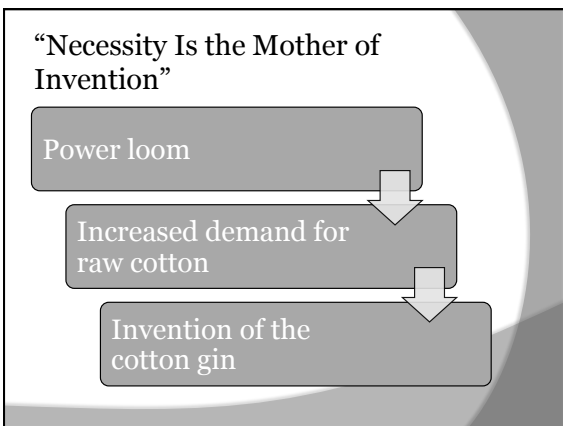 “Necessity Is the Mother of
Invention”
Power loom
Increased demand for
raw cotton
Invention of the
cotton gin